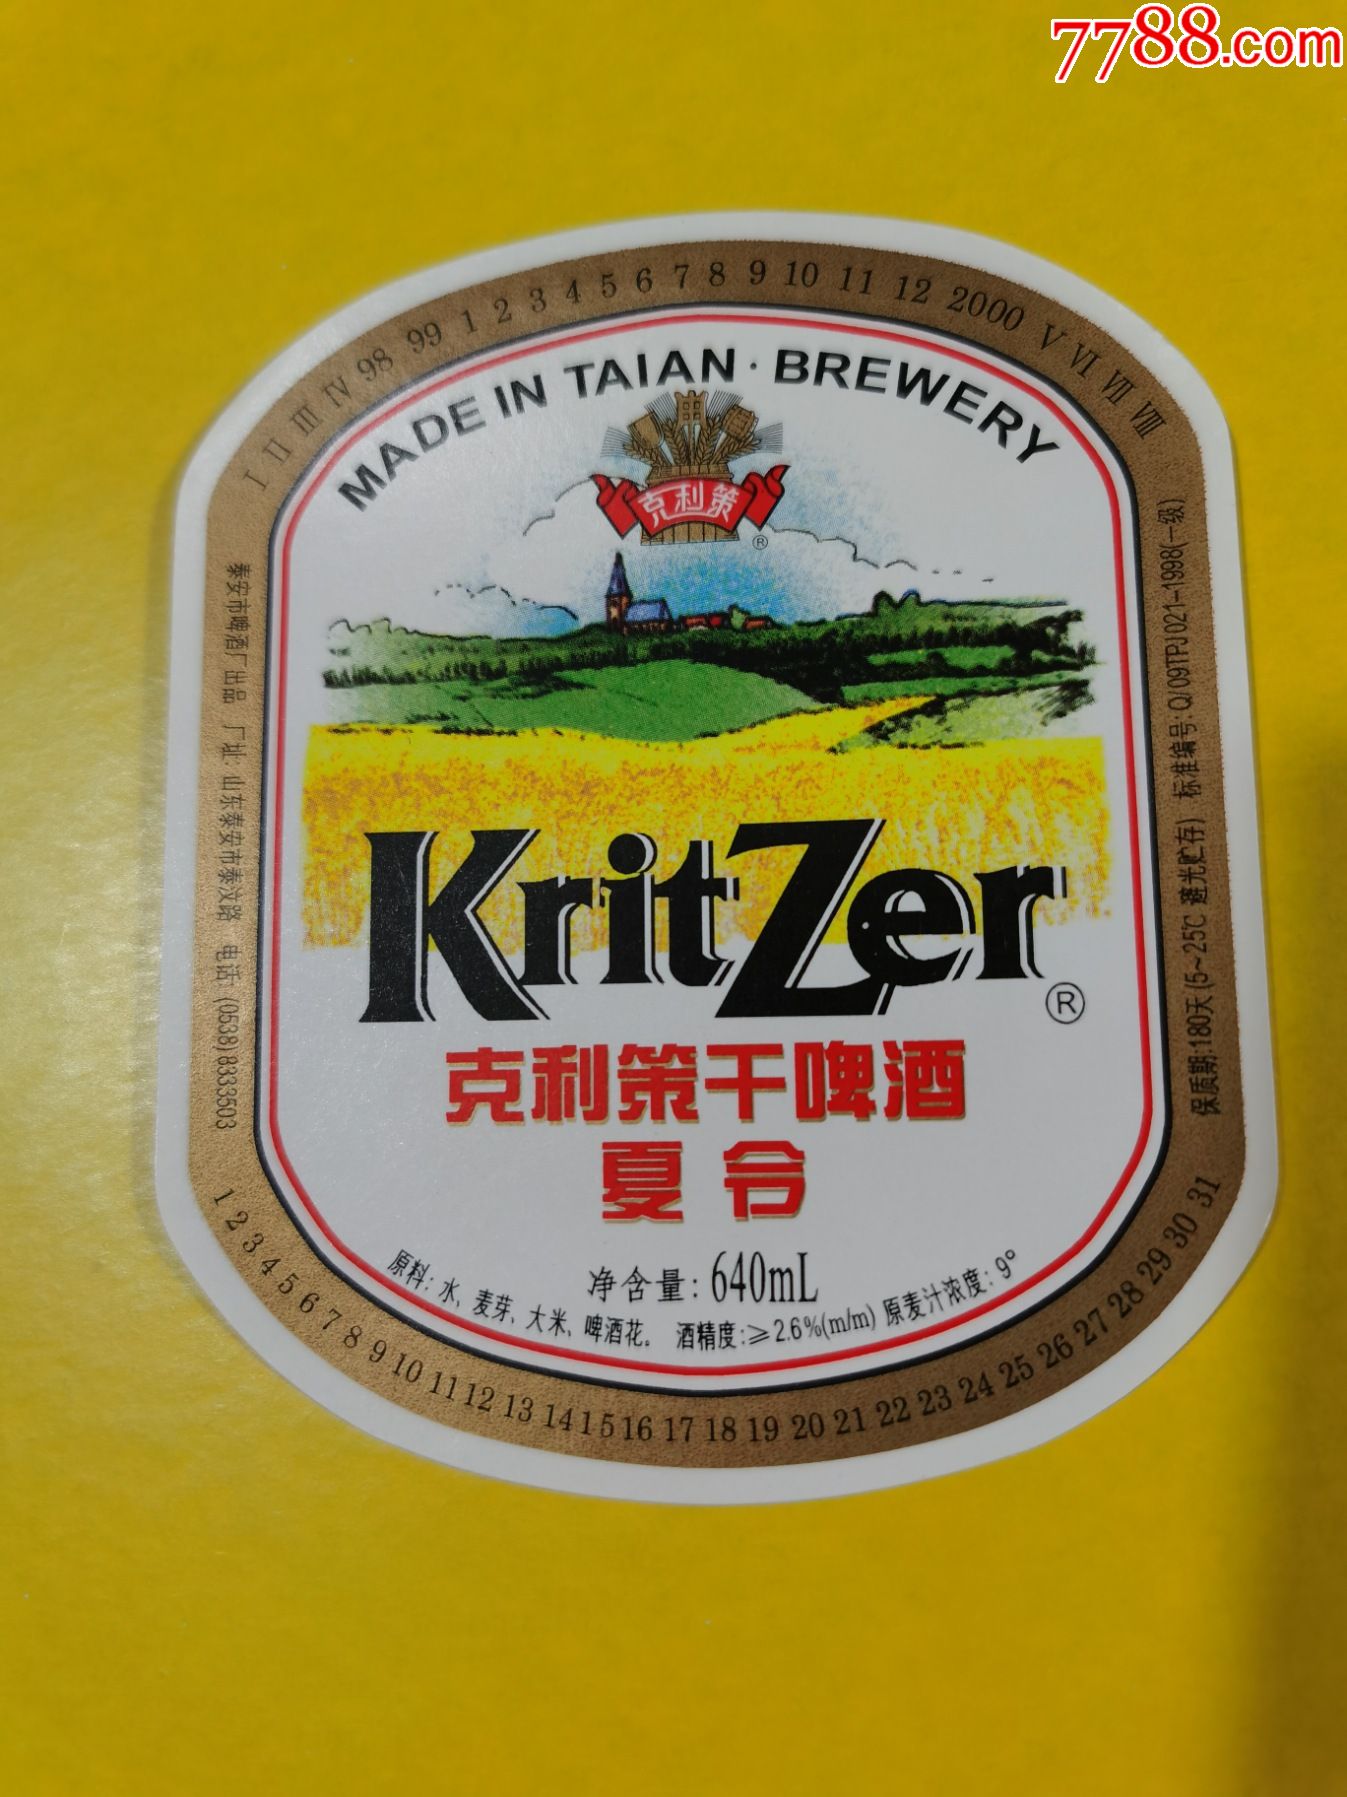 7788.com
I II III IV 98 99 1 2 3 4 5 6 7 8 9 10 11 12 2000 V VI VII VIII
MADE IN TAIAN · BREWERY
克利策
®
KritZer®
克利策干啤酒
夏令
净含量: 640mL
原料: 水、麦芽、大米、啤酒花。 酒精度:≥2.6%(m/m) 原麦汁浓度: 9°
泰安市啤酒厂出品 厂址: 山东泰安市泰汶路 电话: (0538)8333503
保质期:180天(5~25℃ 避光贮存) 标准编号:Q/09TPJ021-1998(一级)
1 2 3 4 5 6 7 8 9 10 11 12 13 14 15 16 17 18 19 20 21 22 23 24 25 26 27 28 29 30 31